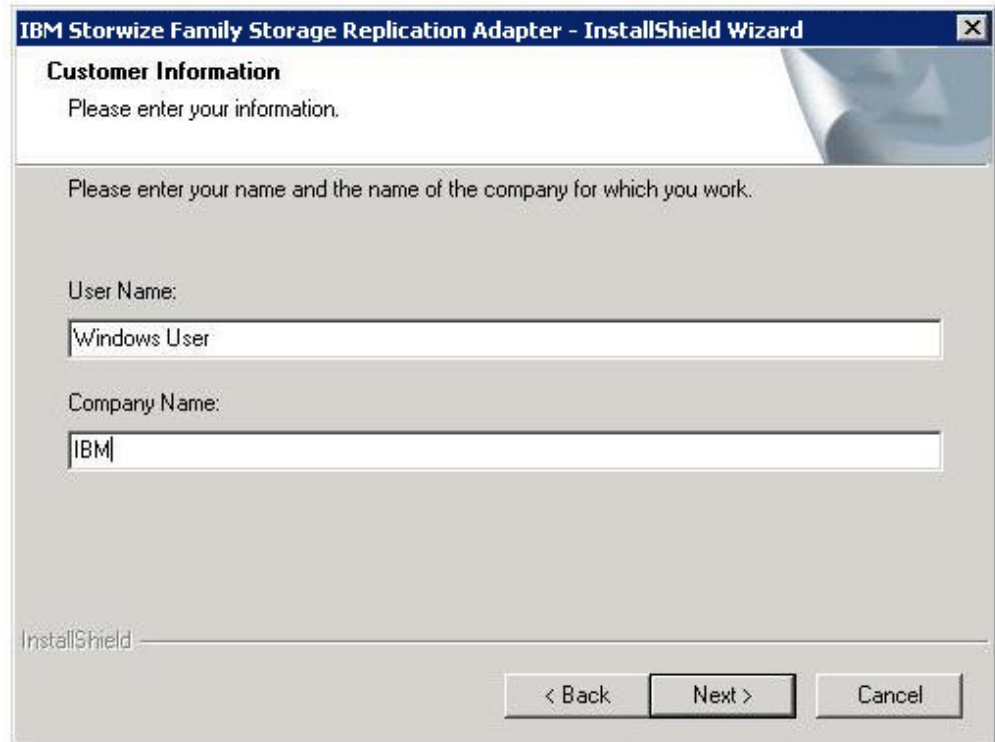 IBM Storwize Family Storage Replication Adapter - InstallShield Wizard
Customer Information
Please enter your information.
Please enter your name and the name of the company for which you work.
User Name:
Windows User
Company Name:
IBM
InstallShield
< Back
Next >
Cancel